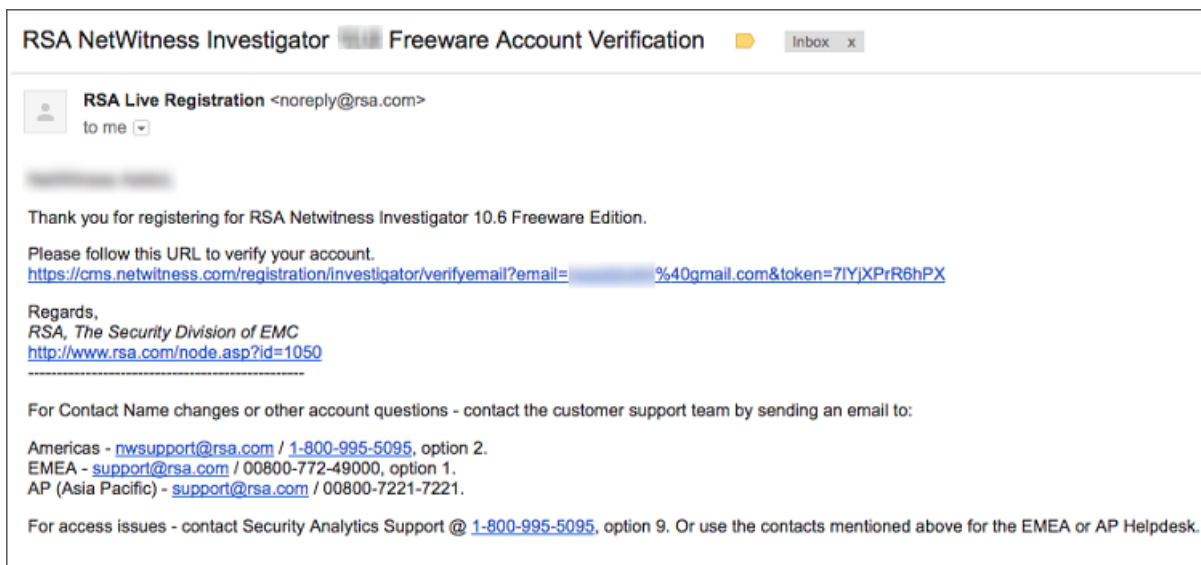 RSA NetWitness Investigator Freeware Account Verification Inbox x
RSA Live Registration <noreply@rsa.com>
to me
Thank you for registering for RSA Netwitness Investigator 10.6 Freeware Edition.
Please follow this URL to verify your account.
https://cms.netwitness.com/registration/investigator/verifyemail?email= %40gmail.com&token=7IYjXPrR6hPX
Regards,
RSA, The Security Division of EMC
http://www.rsa.com/node.asp?id=1050
------------------------------------------------
For Contact Name changes or other account questions - contact the customer support team by sending an email to:
Americas - nwsupport@rsa.com / 1-800-995-5095, option 2.
EMEA - support@rsa.com / 00800-772-49000, option 1.
AP (Asia Pacific) - support@rsa.com / 00800-7221-7221.
For access issues - contact Security Analytics Support @ 1-800-995-5095, option 9. Or use the contacts mentioned above for the EMEA or AP Helpdesk.